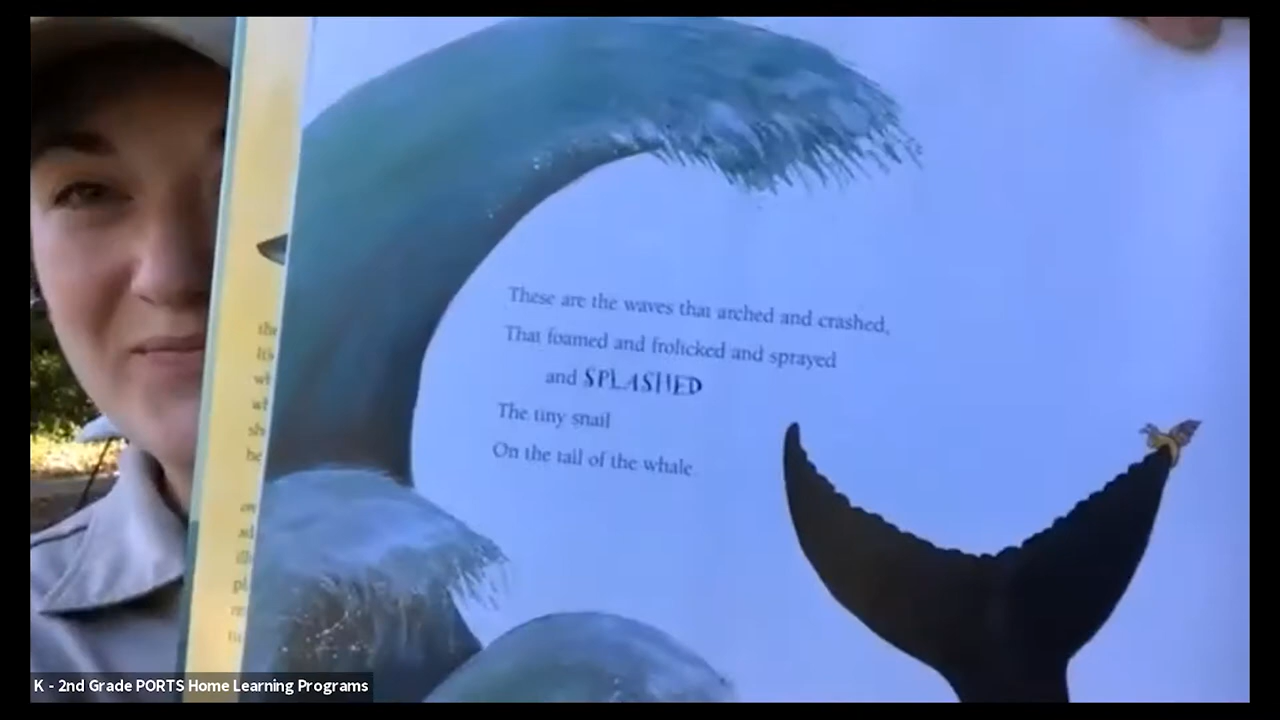 These are the waves that arched and crashed,
That foamed and frolicked and sprayed
and SPLASHED
The tiny snail
On the tail of the whale
K - 2nd Grade PORTS Home Learning Programs